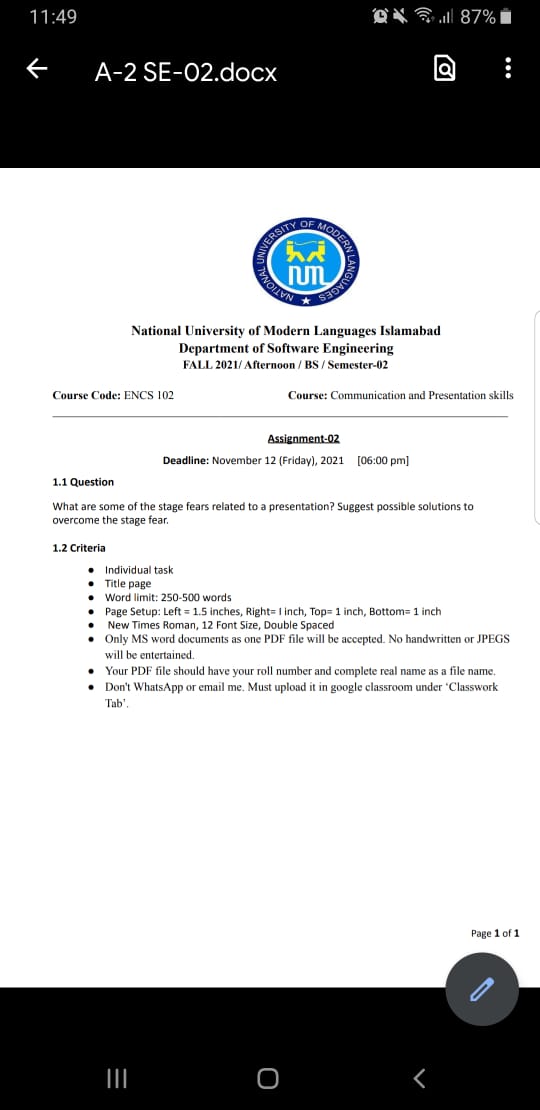 11:49
87%
A-2 SE-02.docx
NATIONAL UNIVERSITY OF MODERN LANGUAGES
National University of Modern Languages Islamabad
Department of Software Engineering
FALL 2021/ Afternoon / BS / Semester-02
Course Code: ENCS 102 Course: Communication and Presentation skills
Assignment-02
Deadline: November 12 (Friday), 2021 [06:00 pm]
1.1 Question
What are some of the stage fears related to a presentation? Suggest possible solutions to
overcome the stage fear.
1.2 Criteria
• Individual task
• Title page
• Word limit: 250-500 words
• Page Setup: Left = 1.5 inches, Right= I inch, Top= 1 inch, Bottom= 1 inch
• New Times Roman, 12 Font Size, Double Spaced
• Only MS word documents as one PDF file will be accepted. No handwritten or JPEGS
will be entertained.
• Your PDF file should have your roll number and complete real name as a file name.
• Don't WhatsApp or email me. Must upload it in google classroom under ‘Classwork
Tab’.
Page 1 of 1